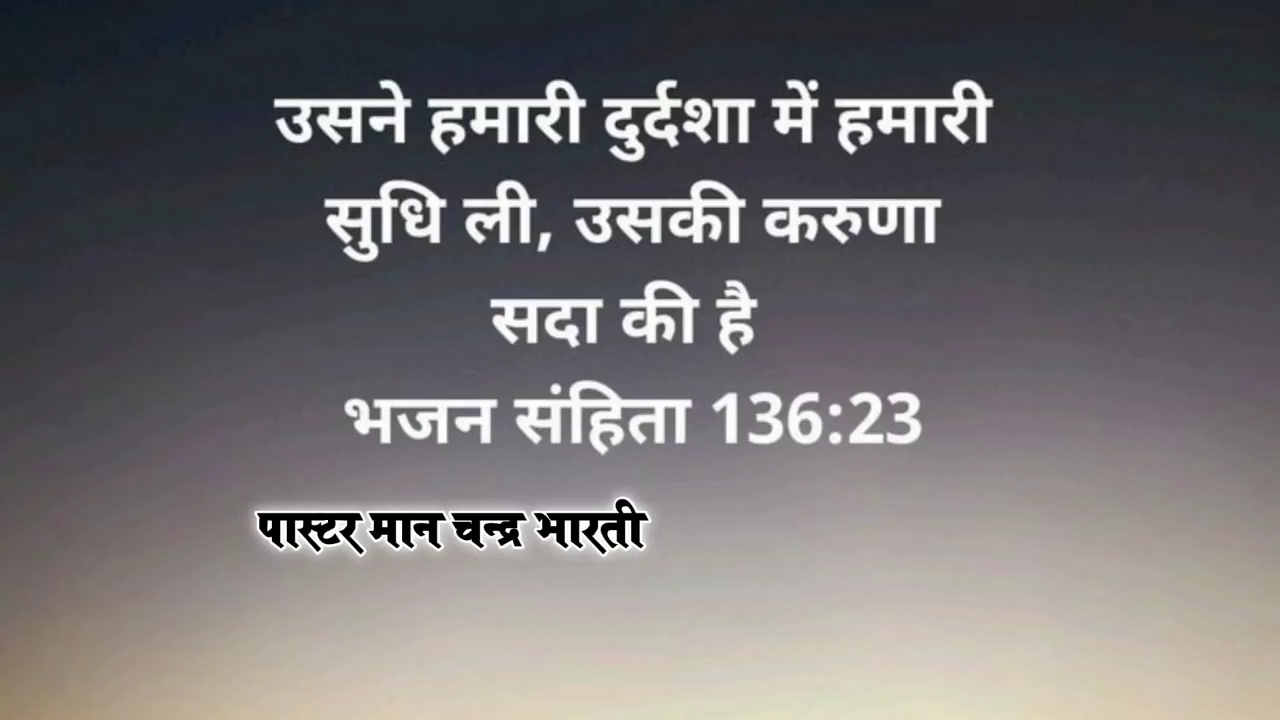 उसने हमारी दुर्दशा में हमारी
सुधि ली, उसकी करुणा
सदा की है
भजन संहिता 136:23
पास्टर मान चन्द्र भारती